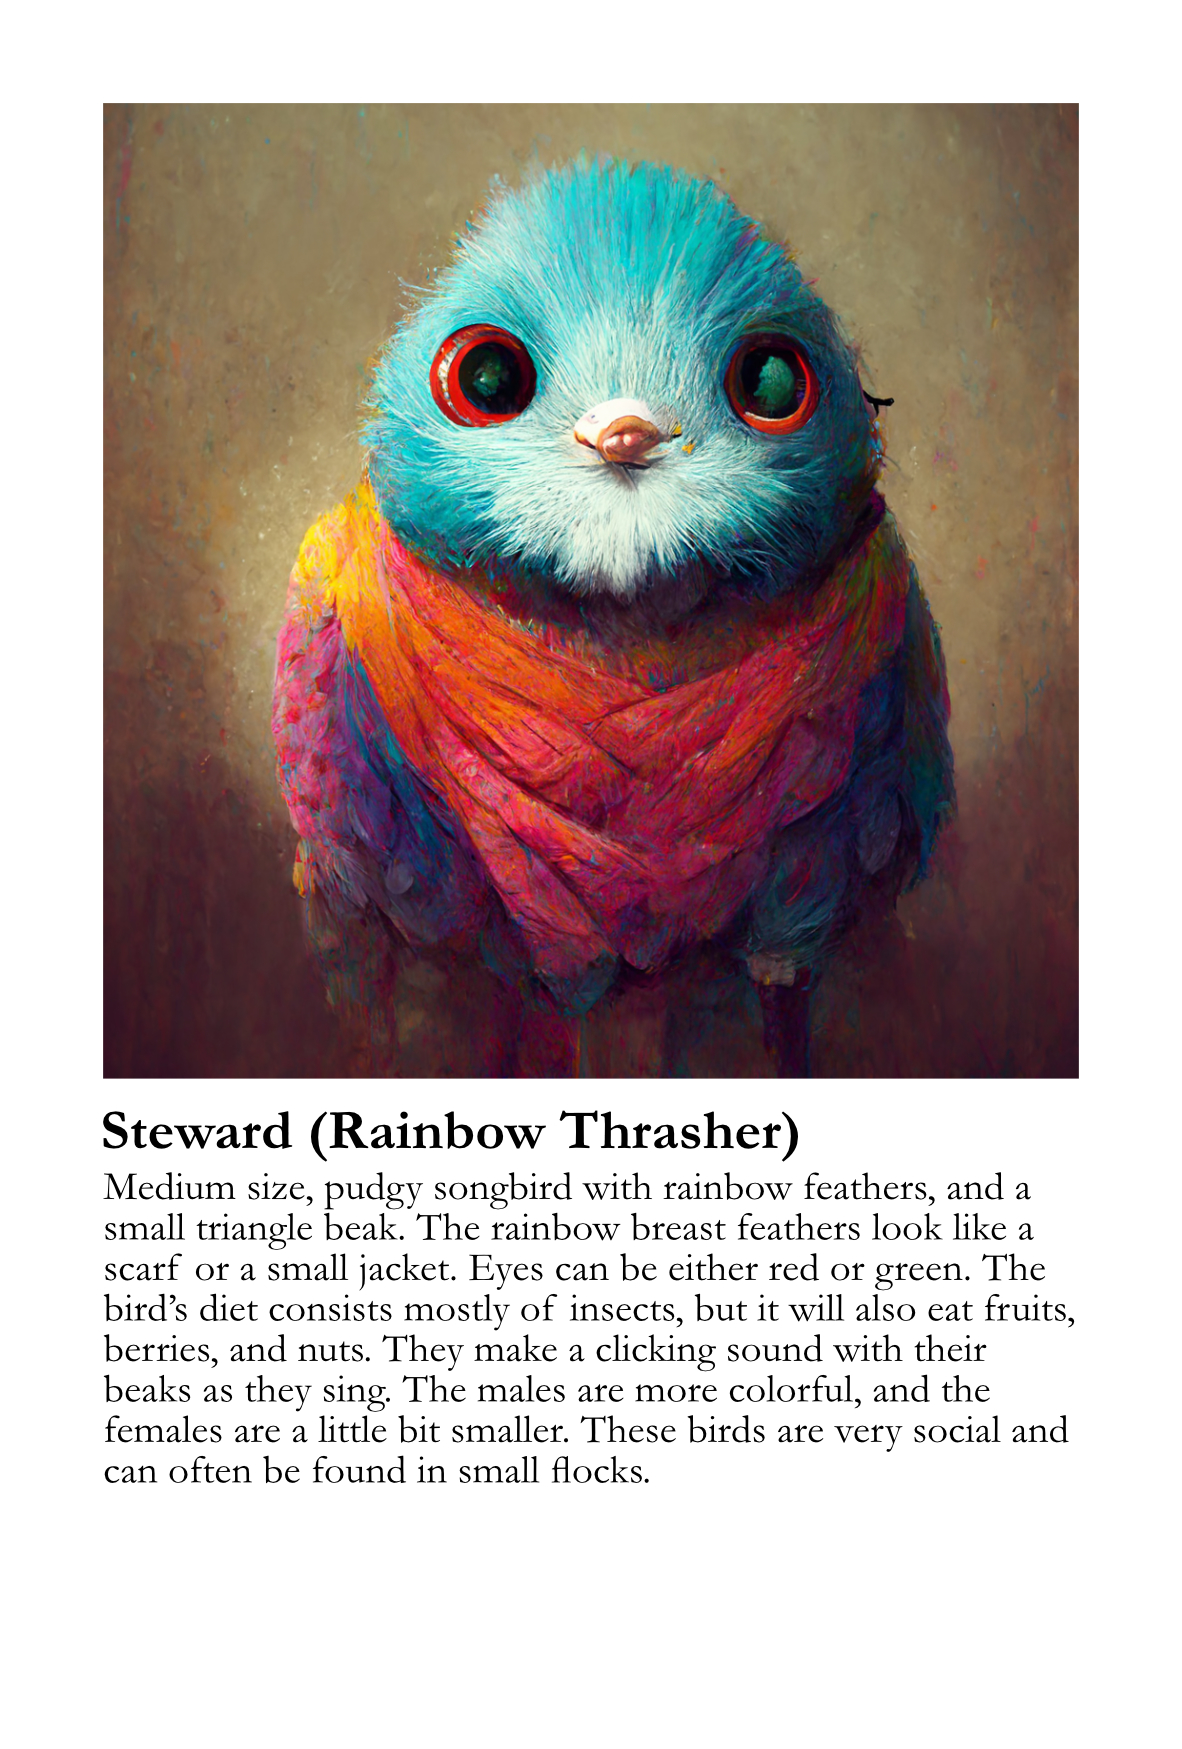 Steward (Rainbow Thrasher)
Medium size, pudgy songbird with rainbow feathers, and a
small triangle beak. The rainbow breast feathers look like a
scarf or a small jacket. Eyes can be either red or green. The
bird’s diet consists mostly of insects, but it will also eat fruits,
berries, and nuts. They make a clicking sound with their
beaks as they sing. The males are more colorful, and the
females are a little bit smaller. These birds are very social and
can often be found in small flocks.